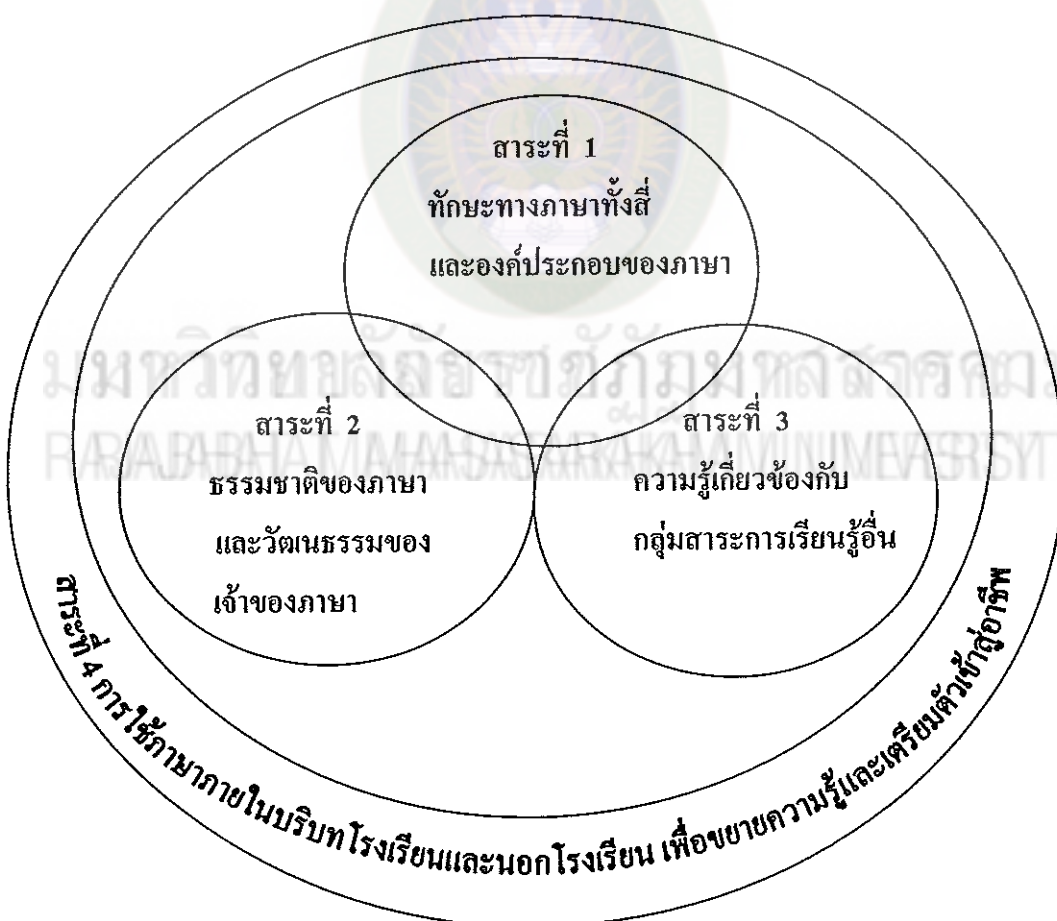 สาระที่ 1
ทักษะทางภาษาทั้งสี่
และองค์ประกอบของภาษา
สาระที่ 2
ธรรมชาติของภาษา
และวัฒนธรรมของ
เจ้าของภาษา
สาระที่ 3
ความรู้เกี่ยวข้องกับ
กลุ่มสาระการเรียนรู้อื่น
สาระที่ 4 การใช้ภาษาภายในบริบทโรงเรียนและนอกโรงเรียน เพื่อขยายความรู้และเตรียมตัวเข้าสู่อาชีพ